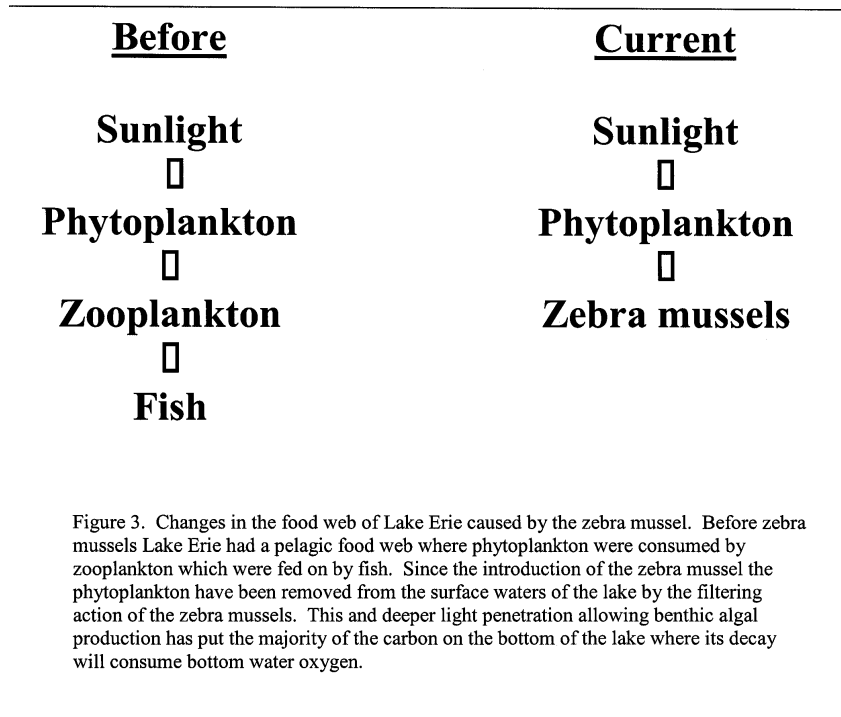 Before
Current
Sunlight
Phytoplankton
Zooplankton
Fish
Sunlight
Phytoplankton
Zebra mussels
Figure 3. Changes in the food web of Lake Erie caused by the zebra mussel. Before zebra
mussels Lake Erie had a pelagic food web where phytoplankton were consumed by
zooplankton which were fed on by fish. Since the introduction of the zebra mussel the
phytoplankton have been removed from the surface waters of the lake by the filtering
action of the zebra mussels. This and deeper light penetration allowing benthic algal
production has put the majority of the carbon on the bottom of the lake where its decay
will consume bottom water oxygen.